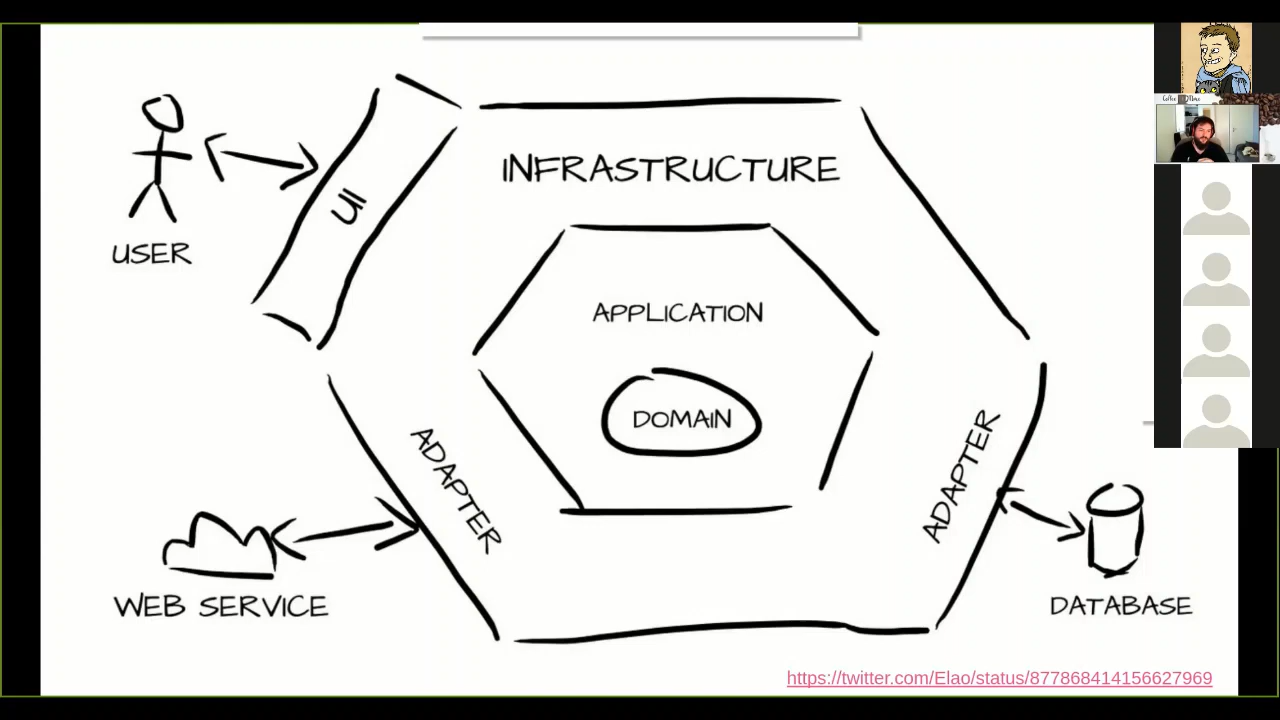 INFRASTRUCTURE
UI
USER
APPLICATION
DOMAIN
ADAPTER
ADAPTER
WEB SERVICE
DATABASE
https://twitter.com/Elao/status/877868414156627969